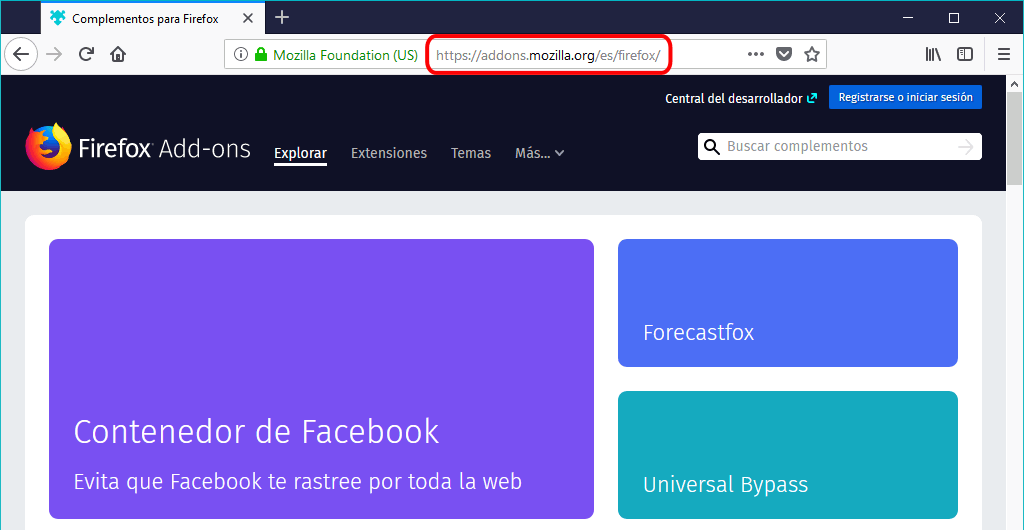 Complementos para Firefox
Mozilla Foundation (US) https://addons.mozilla.org/es/firefox/
Central del desarrollador Registrarse o iniciar sesión
Firefox Add-ons Explorar Extensiones Temas Más... Buscar complementos
Contenedor de Facebook
Evita que Facebook te rastree por toda la web
Forecastfox
Universal Bypass